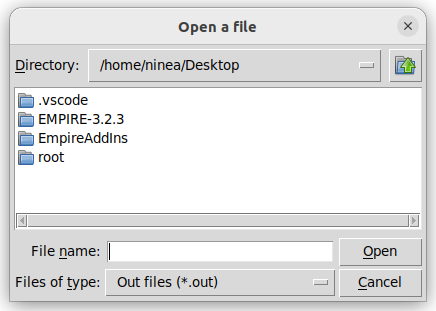 Open a file
Directory: /home/ninea/Desktop
.vscode
EMPIRE-3.2.3
EmpireAddIns
root
File name: Open
Files of type: Out files (*.out) Cancel